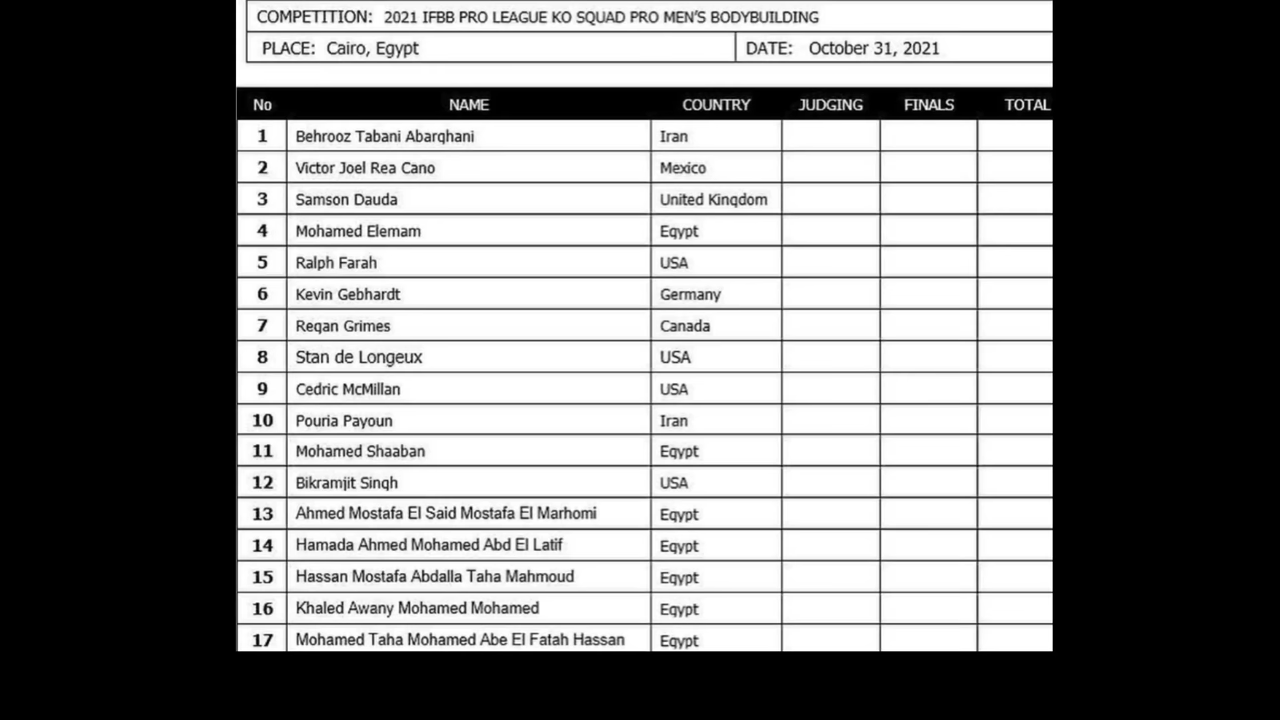 COMPETITION: 2021 IFBB PRO LEAGUE KO SQUAD PRO MEN'S BODYBUILDING
PLACE: Cairo, Egypt DATE: October 31, 2021
No NAME COUNTRY JUDGING FINALS TOTAL
1 Behrooz Tabani Abarghani Iran
2 Victor Joel Rea Cano Mexico
3 Samson Dauda United Kingdom
4 Mohamed Elemam Egypt
5 Ralph Farah USA
6 Kevin Gebhardt Germany
7 Regan Grimes Canada
8 Stan de Longeux USA
9 Cedric McMillan USA
10 Pouria Payoun Iran
11 Mohamed Shaaban Egypt
12 Bikramjit Singh USA
13 Ahmed Mostafa El Said Mostafa El Marhomi Egypt
14 Hamada Ahmed Mohamed Abd El Latif Egypt
15 Hassan Mostafa Abdalla Taha Mahmoud Egypt
16 Khaled Awany Mohamed Mohamed Egypt
17 Mohamed Taha Mohamed Abe El Fatah Hassan Egypt